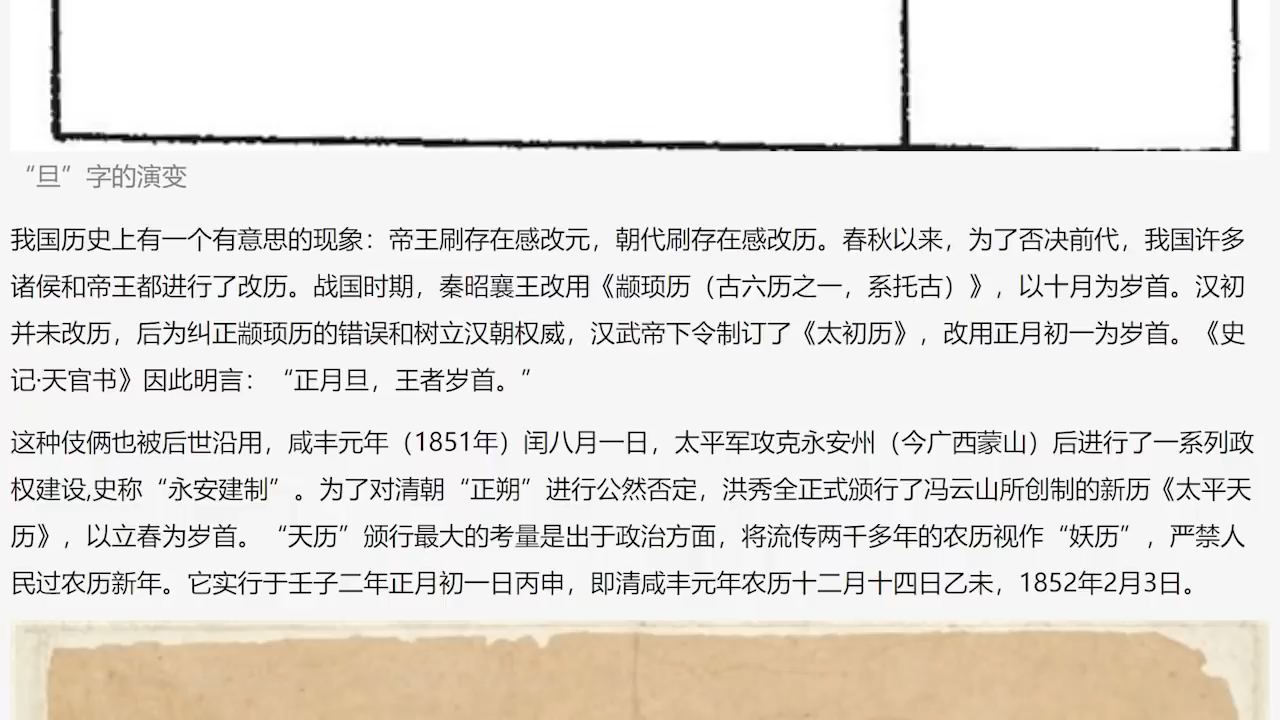 “旦”字的演变
我国历史上有一个有意思的现象：帝王刷存在感改元，朝代刷存在感改历。春秋以来，为了否决前代，我国许多
诸侯和帝王都进行了改历。战国时期，秦昭襄王改用《颛顼历（古六历之一，系托古）》，以十月为岁首。汉初
并未改历，后为纠正颛顼历的错误和树立汉朝权威，汉武帝下令制订了《太初历》，改用正月初一为岁首。《史
记·天官书》因此明言：“正月旦，王者岁首。”
这种伎俩也被后世沿用，咸丰元年（1851年）闰八月一日，太平军攻克永安州（今广西蒙山）后进行了一系列政
权建设,史称“永安建制”。为了对清朝“正朔”进行公然否定，洪秀全正式颁行了冯云山所创制的新历《太平天
历》，以立春为岁首。“天历”颁行最大的考量是出于政治方面，将流传两千多年的农历视作“妖历”，严禁人
民过农历新年。它实行于壬子二年正月初一日丙申，即清咸丰元年农历十二月十四日乙未，1852年2月3日。